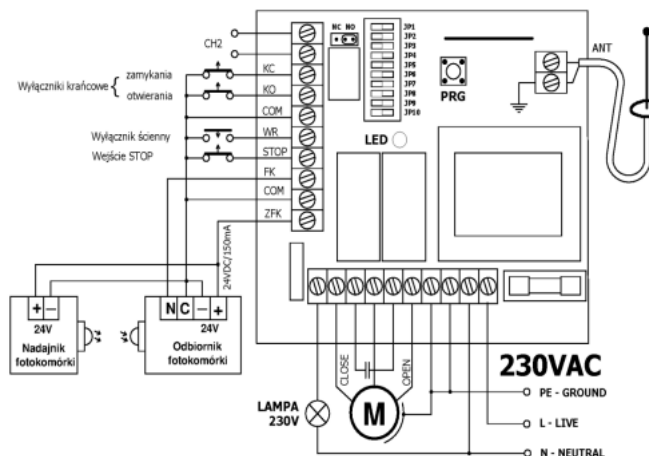 CH2
NC NO
JP1
JP2
JP3
JP4
JP5
JP6
JP7
JP8
JP9
JP10
PRG
ANT
Wyłączniki krańcowe
zamykania
otwierania
KC
KO
COM
Wyłącznik ścienny
WR
Wejście STOP
STOP
LED
FK
COM
ZFK
24VDC/150mA
+ −
24V
Nadajnik
fotokomórki
N C − +
24V
Odbiornik
fotokomórki
CLOSE
OPEN
M
LAMPA
230V
230VAC
PE - GROUND
L - LIVE
N - NEUTRAL